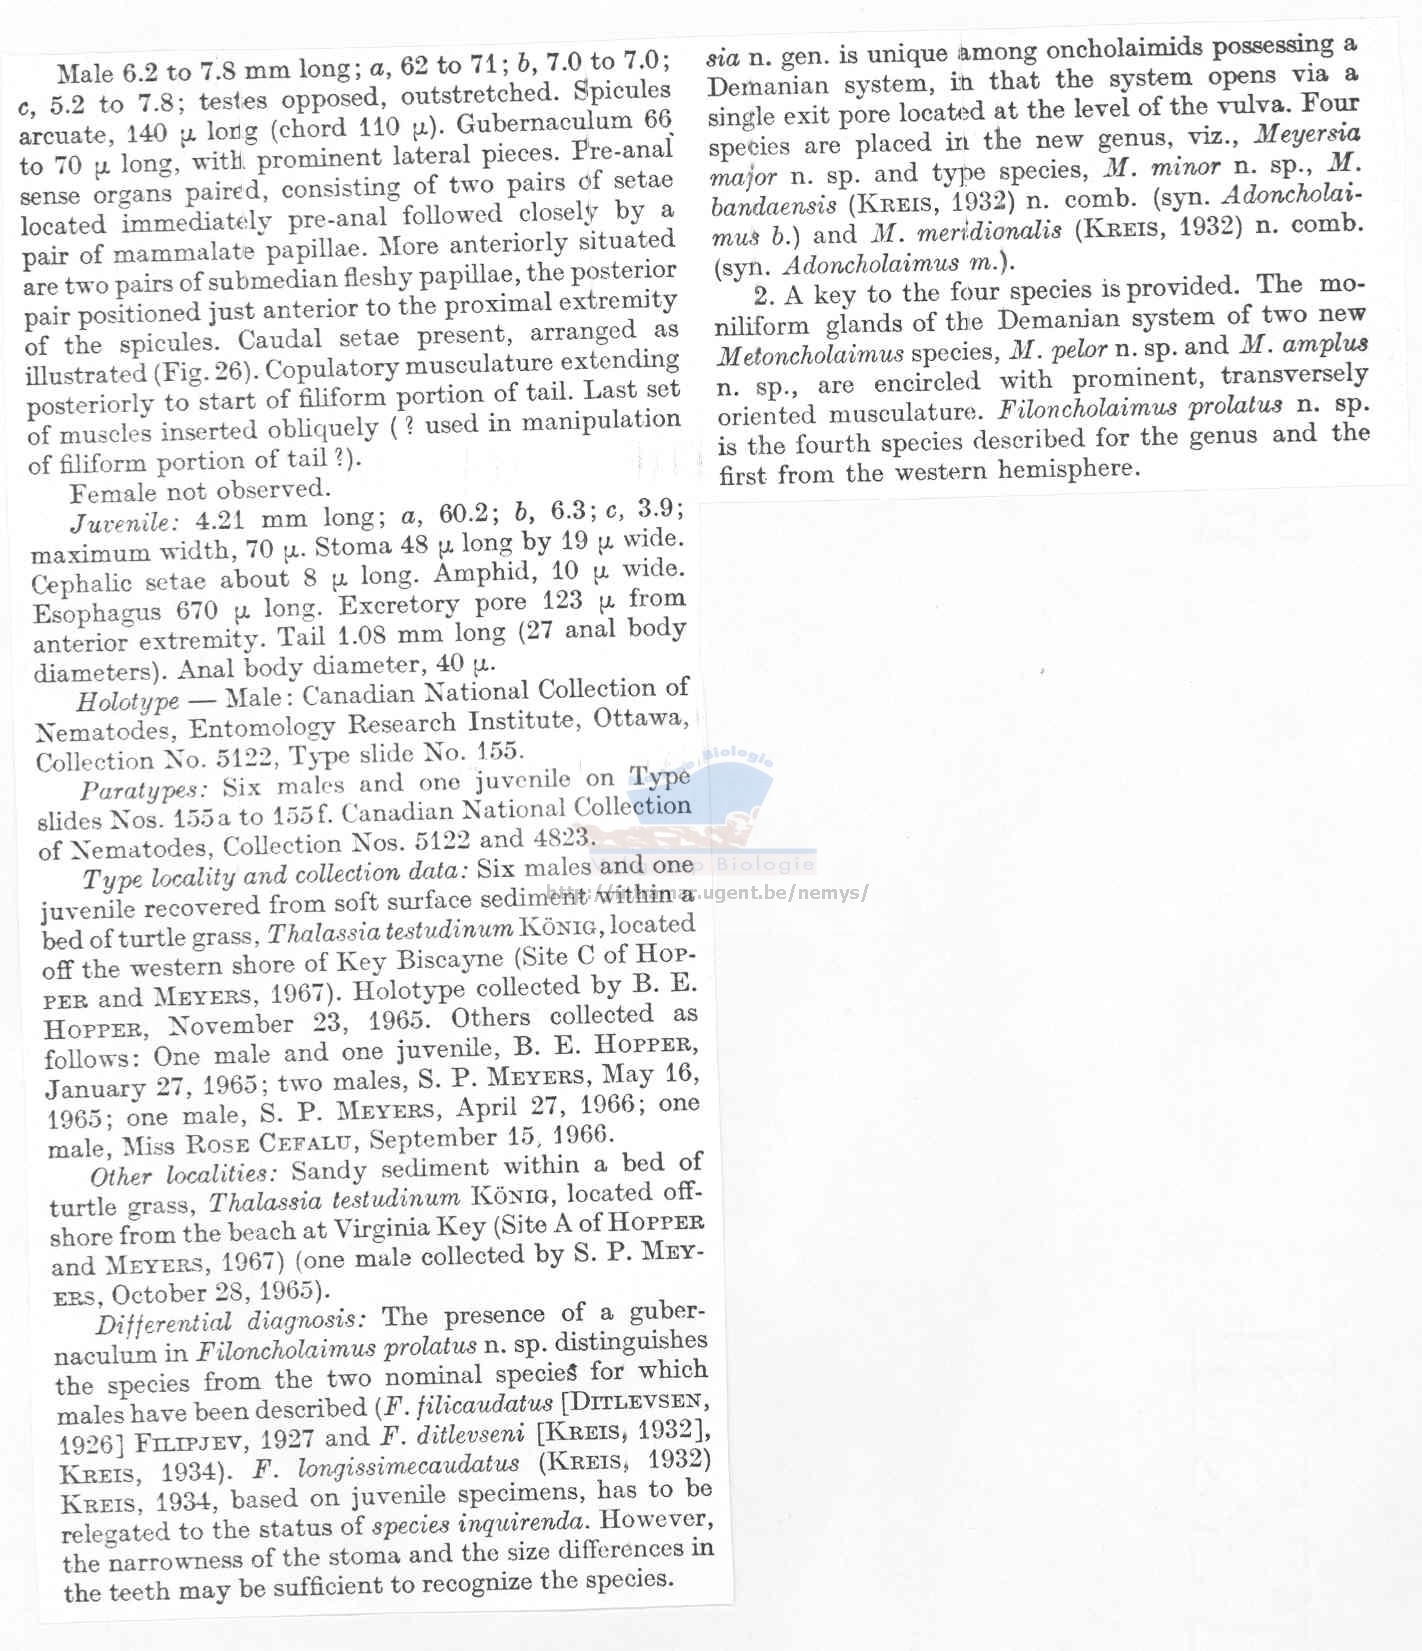 Male 6.2 to 7.8 mm long; a, 62 to 71; b, 7.0 to 7.0;
c, 5.2 to 7.8; testes opposed, outstretched. Spicules
arcuate, 140 μ long (chord 110 μ). Gubernaculum 66
to 70 μ long, with prominent lateral pieces. Pre-anal
sense organs paired, consisting of two pairs of setae
located immediately pre-anal followed closely by a
pair of mammalate papillae. More anteriorly situated
are two pairs of submedian fleshy papillae, the posterior
pair positioned just anterior to the proximal extremity
of the spicules. Caudal setae present, arranged as
illustrated (Fig. 26). Copulatory musculature extending
posteriorly to start of filiform portion of tail. Last set
of muscles inserted obliquely (? used in manipulation
of filiform portion of tail ?).
Female not observed.
Juvenile: 4.21 mm long; a, 60.2; b, 6.3; c, 3.9;
maximum width, 70 μ. Stoma 48 μ long by 19 μ wide.
Cephalic setae about 8 μ long. Amphid, 10 μ wide.
Esophagus 670 μ long. Excretory pore 123 μ from
anterior extremity. Tail 1.08 mm long (27 anal body
diameters). Anal body diameter, 40 μ.
Holotype — Male: Canadian National Collection of
Nematodes, Entomology Research Institute, Ottawa,
Collection No. 5122, Type slide No. 155.
Paratypes: Six males and one juvenile on Type
slides Nos. 155a to 155f. Canadian National Collection
of Nematodes, Collection Nos. 5122 and 4823.
Type locality and collection data: Six males and one
juvenile recovered from soft surface sediment within a
bed of turtle grass, Thalassia testudinum KÖNIG, located
off the western shore of Key Biscayne (Site C of HOP-
PER and MEYERS, 1967). Holotype collected by B. E.
HOPPER, November 23, 1965. Others collected as
follows: One male and one juvenile, B. E. HOPPER,
January 27, 1965; two males, S. P. MEYERS, May 16,
1965; one male, S. P. MEYERS, April 27, 1966; one
male, Miss ROSE CEFALU, September 15, 1966.
Other localities: Sandy sediment within a bed of
turtle grass, Thalassia testudinum KÖNIG, located off-
shore from the beach at Virginia Key (Site A of HOPPER
and MEYERS, 1967) (one male collected by S. P. MEY-
ERS, October 28, 1965).
Differential diagnosis: The presence of a guber-
naculum in Filoncholaimus prolatus n. sp. distinguishes
the species from the two nominal species for which
males have been described (F. filicaudatus [DITLEVSEN,
1926] FILIPJEV, 1927 and F. ditlevseni [KREIS, 1932],
KREIS, 1934). F. longissimecaudatus (KREIS, 1932)
KREIS, 1934, based on juvenile specimens, has to be
relegated to the status of species inquirenda. However,
the narrowness of the stoma and the size differences in
the teeth may be sufficient to recognize the species.
sia n. gen. is unique among oncholaimids possessing a
Demanian system, in that the system opens via a
single exit pore located at the level of the vulva. Four
species are placed in the new genus, viz., Meyersia
major n. sp. and type species, M. minor n. sp., M.
bandaensis (KREIS, 1932) n. comb. (syn. Adoncholai-
mus b.) and M. meridionalis (KREIS, 1932) n. comb.
(syn. Adoncholaimus m.).
2. A key to the four species is provided. The mo-
niliform glands of the Demanian system of two new
Metoncholaimus species, M. pelor n. sp. and M. amplus
n. sp., are encircled with prominent, transversely
oriented musculature. Filoncholaimus prolatus n. sp.
is the fourth species described for the genus and the
first from the western hemisphere.
Biologie
Biologie
http://intramar.ugent.be/nemys/